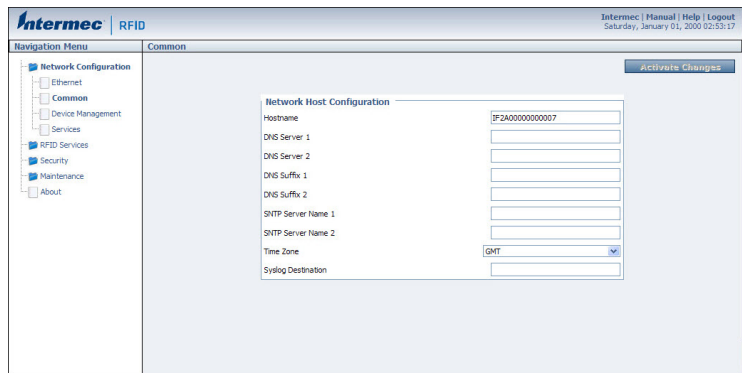 Intermec RFID
Intermec | Manual | Help | Logout
Saturday, January 01, 2000 02:53:17
Navigation Menu
Common
Network Configuration
Ethernet
Common
Device Management
Services
RFID Services
Security
Maintenance
About
Activate Changes
Network Host Configuration
Hostname IF2A00000000007
DNS Server 1
DNS Server 2
DNS Suffix 1
DNS Suffix 2
SNTP Server Name 1
SNTP Server Name 2
Time Zone GMT
Syslog Destination